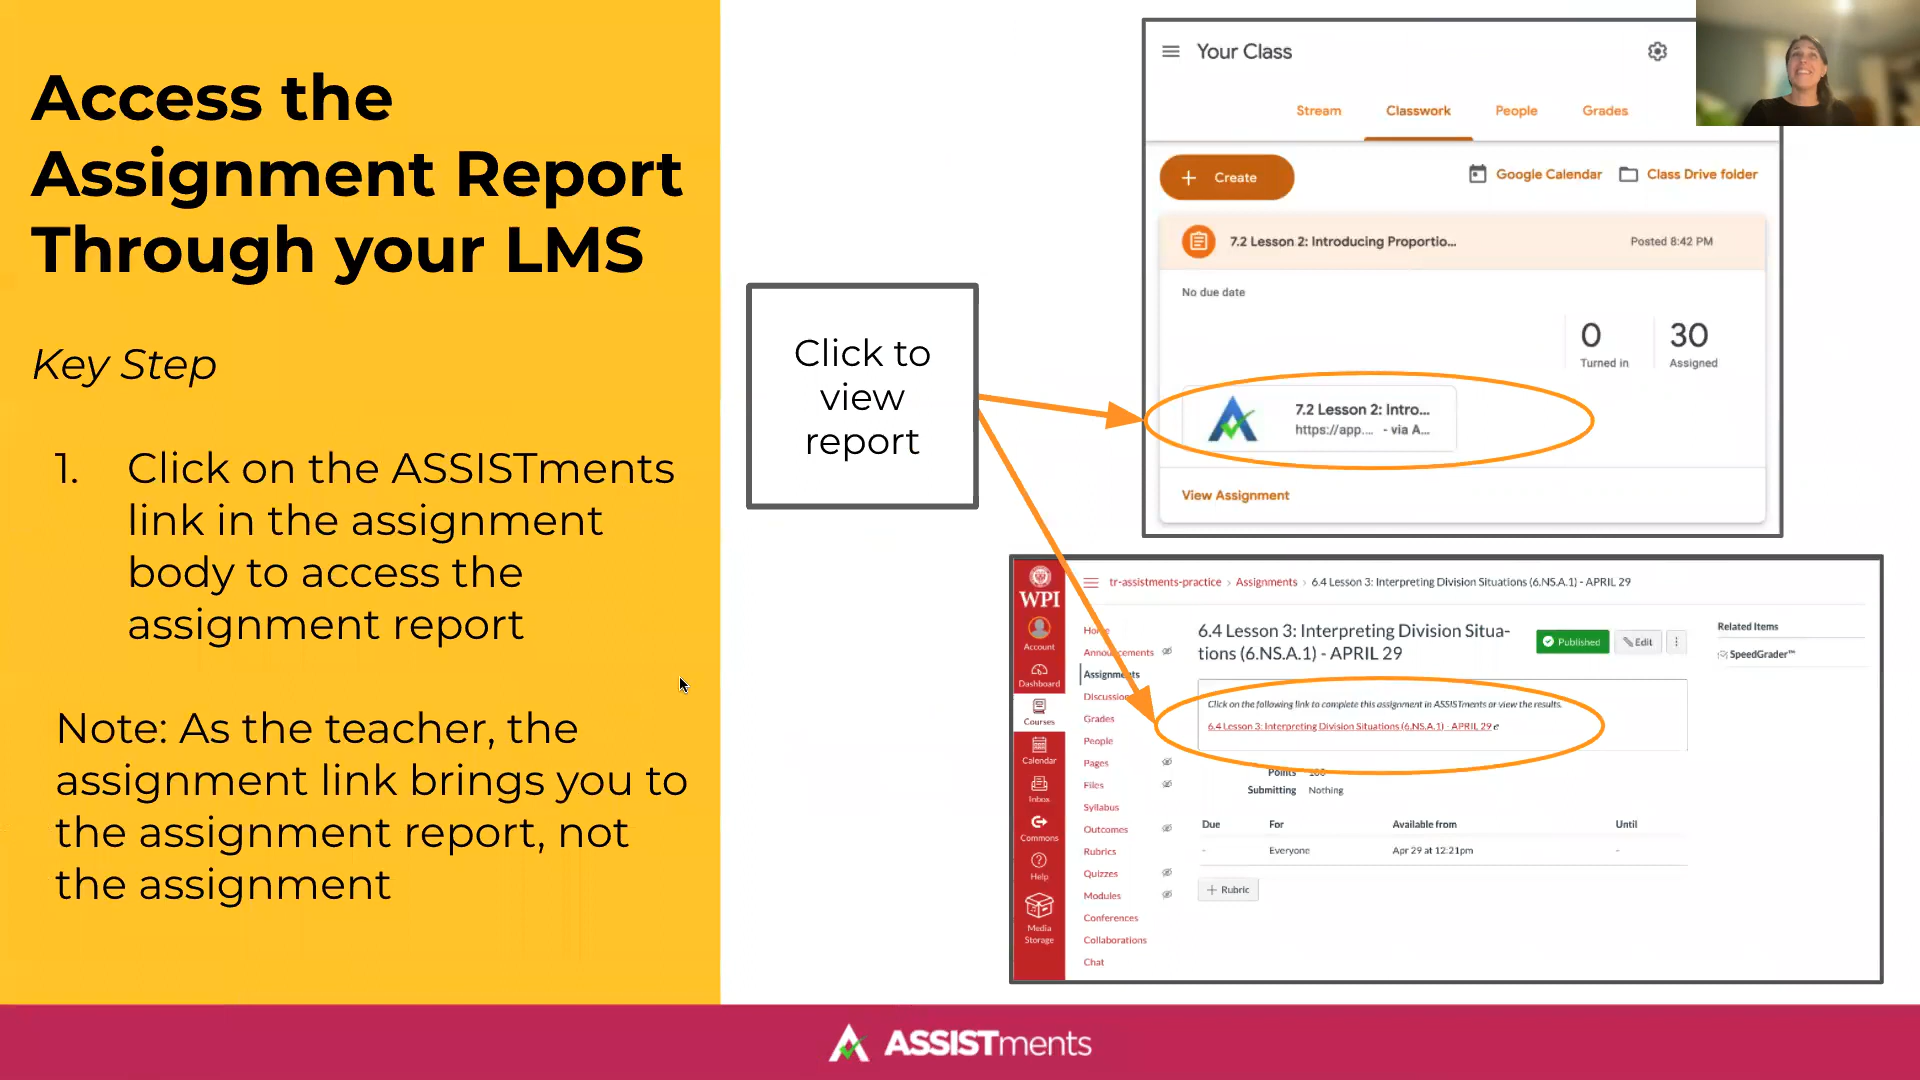 Access the
Assignment Report
Through your LMS
Key Step
1. Click on the ASSISTments
link in the assignment
body to access the
assignment report
Note: As the teacher, the
assignment link brings you to
the assignment report, not
the assignment
Click to
view
report
Your Class
Stream Classwork People Grades
+ Create
Google Calendar Class Drive folder
7.2 Lesson 2: Introducing Proportio... Posted 8:42 PM
No due date
0 30
Turned in Assigned
7.2 Lesson 2: Intro...
https://app.... - via A...
View Assignment
WPI
Account
Dashboard
Courses
Calendar
Inbox
Commons
Help
Media
Storage
tr-assistments-practice › Assignments › 6.4 Lesson 3: Interpreting Division Situations (6.NS.A.1) - APRIL 29
Home
Announcements
Assignments
Discussions
Grades
People
Pages
Files
Syllabus
Outcomes
Rubrics
Quizzes
Modules
Conferences
Collaborations
Chat
6.4 Lesson 3: Interpreting Division Situa-
tions (6.NS.A.1) - APRIL 29
Published Edit
Related Items
SpeedGrader™
Click on the following link to complete this assignment in ASSISTments or view the results.
6.4 Lesson 3: Interpreting Division Situations (6.NS.A.1) - APRIL 29
Points 100
Submitting Nothing
Due For Available from Until
- Everyone Apr 29 at 12:21pm -
+ Rubric
ASSISTments